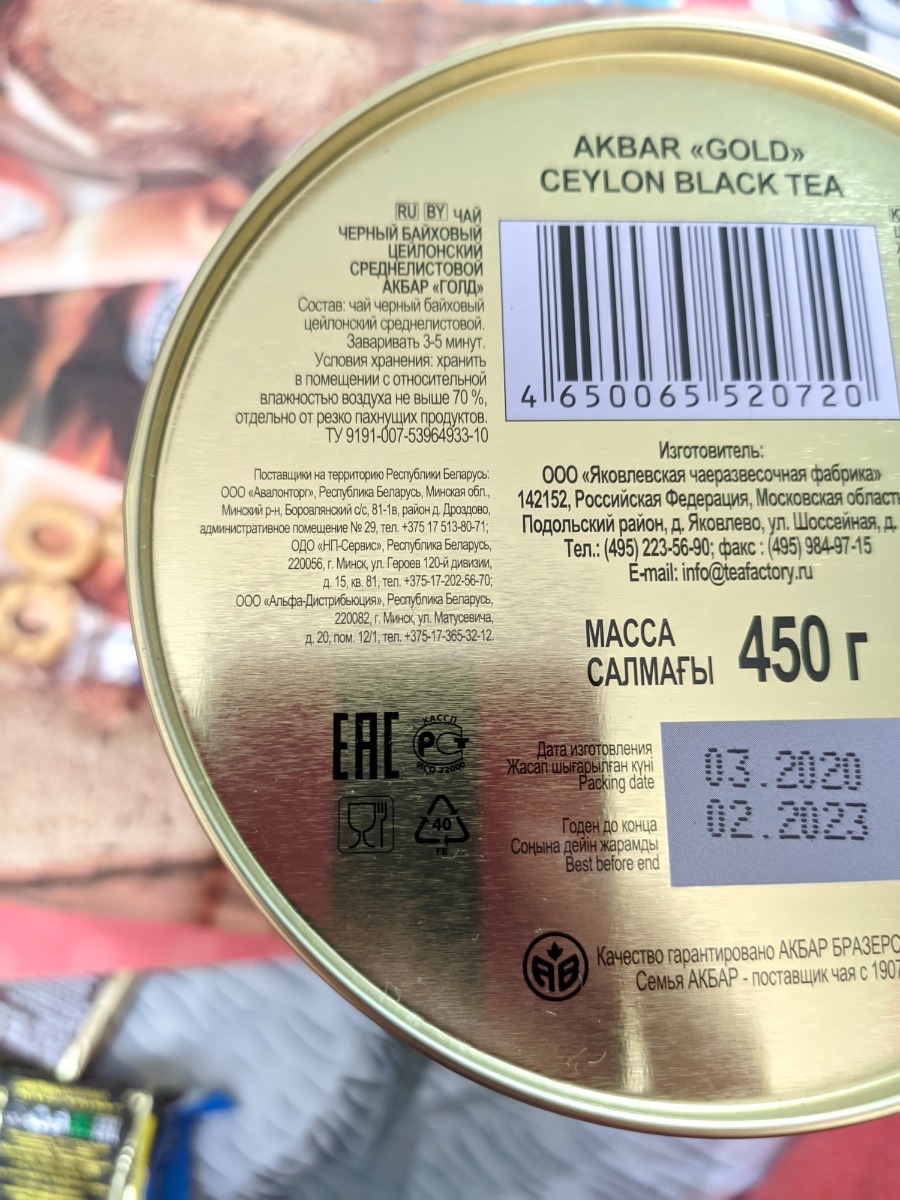 AKBAR «GOLD»
CEYLON BLACK TEA
RU BY ЧАЙ
ЧЕРНЫЙ БАЙХОВЫЙ
ЦЕЙЛОНСКИЙ
СРЕДНЕЛИСТОВОЙ
АКБАР «ГОЛД»
Состав: чай черный байховый
цейлонский среднелистовой.
Заваривать 3-5 минут.
Условия хранения: хранить
в помещении с относительной
влажностью воздуха не выше 70 %,
отдельно от резко пахнущих продуктов.
ТУ 9191-007-53964933-10
Поставщики на территорию Республики Беларусь:
ООО «Авалонторг», Республика Беларусь, Минская обл.,
Минский р-н, Боровлянский с/с, 81-1в, район д. Дроздово,
административное помещение № 29, тел. +375 17 513-80-71;
ОДО «НП-Сервис», Республика Беларусь,
220056, г. Минск, ул. Героев 120-й дивизии,
д. 15, кв. 81, тел. +375-17-202-56-70;
ООО «Альфа-Дистрибьюция», Республика Беларусь,
220082, г. Минск, ул. Матусевича,
д. 20, пом. 12/1, тел. +375-17-365-32-12.
4 650065 520720
Изготовитель:
ООО «Яковлевская чаеразвесочная фабрика»
142152, Российская Федерация, Московская област
Подольский район, д. Яковлево, ул. Шоссейная, д.
Тел.: (495) 223-56-90; факс : (495) 984-97-15
E-mail: info@teafactory.ru
МАССА
САЛМАҒЫ 450 г
EAC
ХАССП
РСТ
ИСО 22000
40
FE
Дата изготовления
Жасап шығарылған күні
Packing date
03.2020
Годен до конца
Соңына дейін жарамды
Best before end
02.2023
AB
Качество гарантировано АКБАР БРАЗЕРС
Семья АКБАР - поставщик чая с 1907